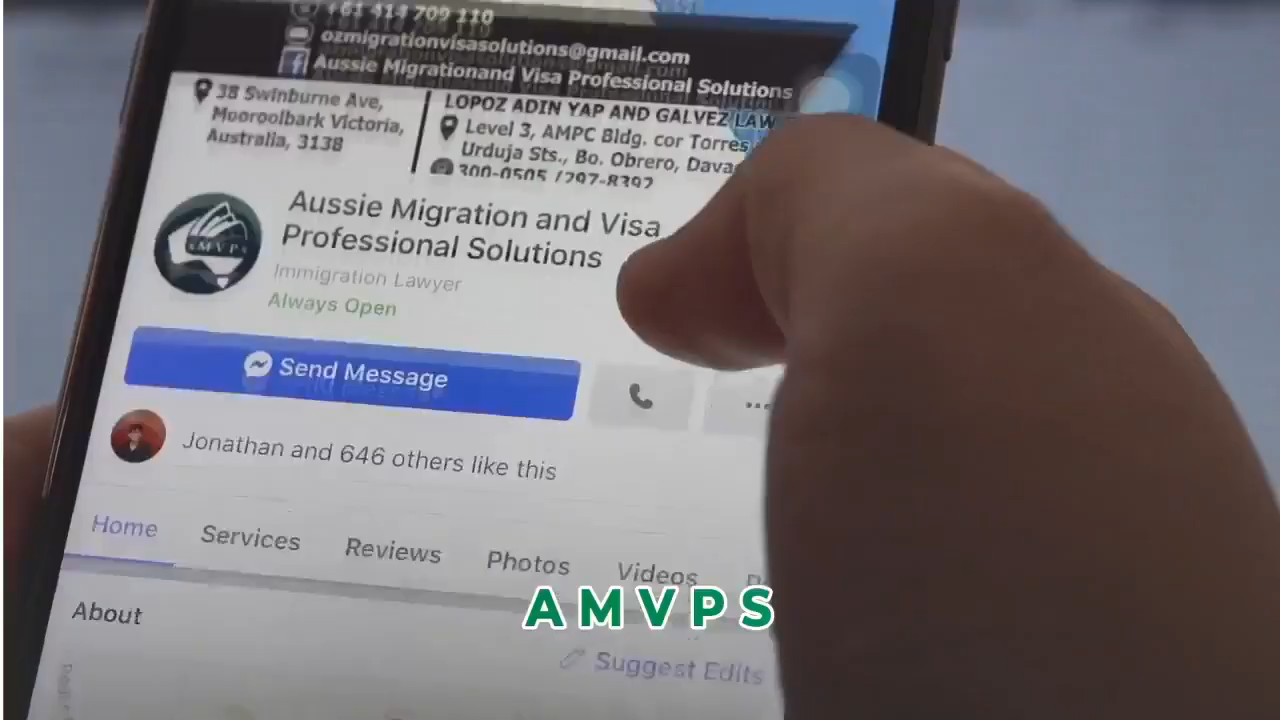 +61 414 709 110
ozmigrationvisasolutions@gmail.com
Aussie Migrationand Visa Professional Solutions
38 Swinburne Ave,
Mooroolbark Victoria,
Australia, 3138
LOPOZ ADIN YAP AND GALVEZ LAW
Level 3, AMPC Bldg. cor Torres
Urduja Sts., Bo. Obrero,
300-0505 /297-8392
AMVPS
Aussie Migration and Visa
Professional Solutions
Immigration Lawyer
Always Open
Send Message
Jonathan and 646 others like this
Home Services Reviews Photos Videos
About
AMVPS
Suggest Edits